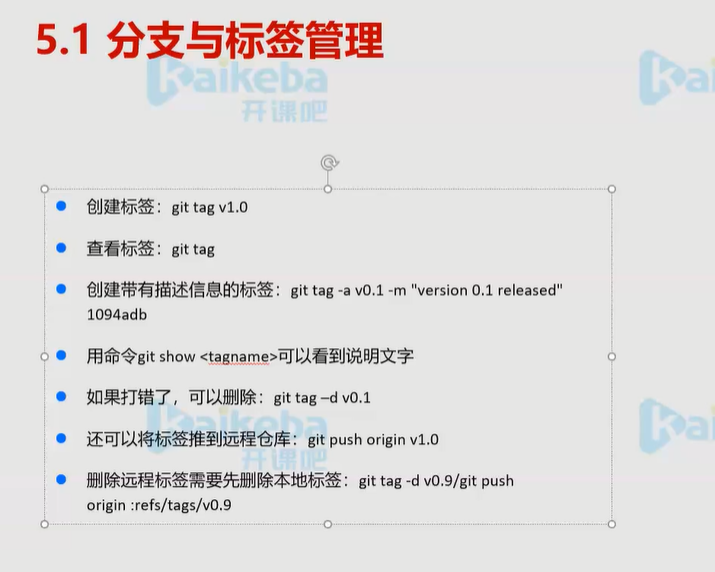 5.1 分支与标签管理
Kaikeba
开课吧
Kai
创建标签：git tag v1.0
查看标签：git tag
创建带有描述信息的标签：git tag -a v0.1 -m "version 0.1 released"
1094adb
用命令git show <tagname>可以看到说明文字
如果打错了，可以删除：git tag –d v0.1
还可以将标签推到远程仓库：git push origin v1.0
Kaikeba
开课吧
Kai
删除远程标签需要先删除本地标签：git tag -d v0.9/git push
origin :refs/tags/v0.9